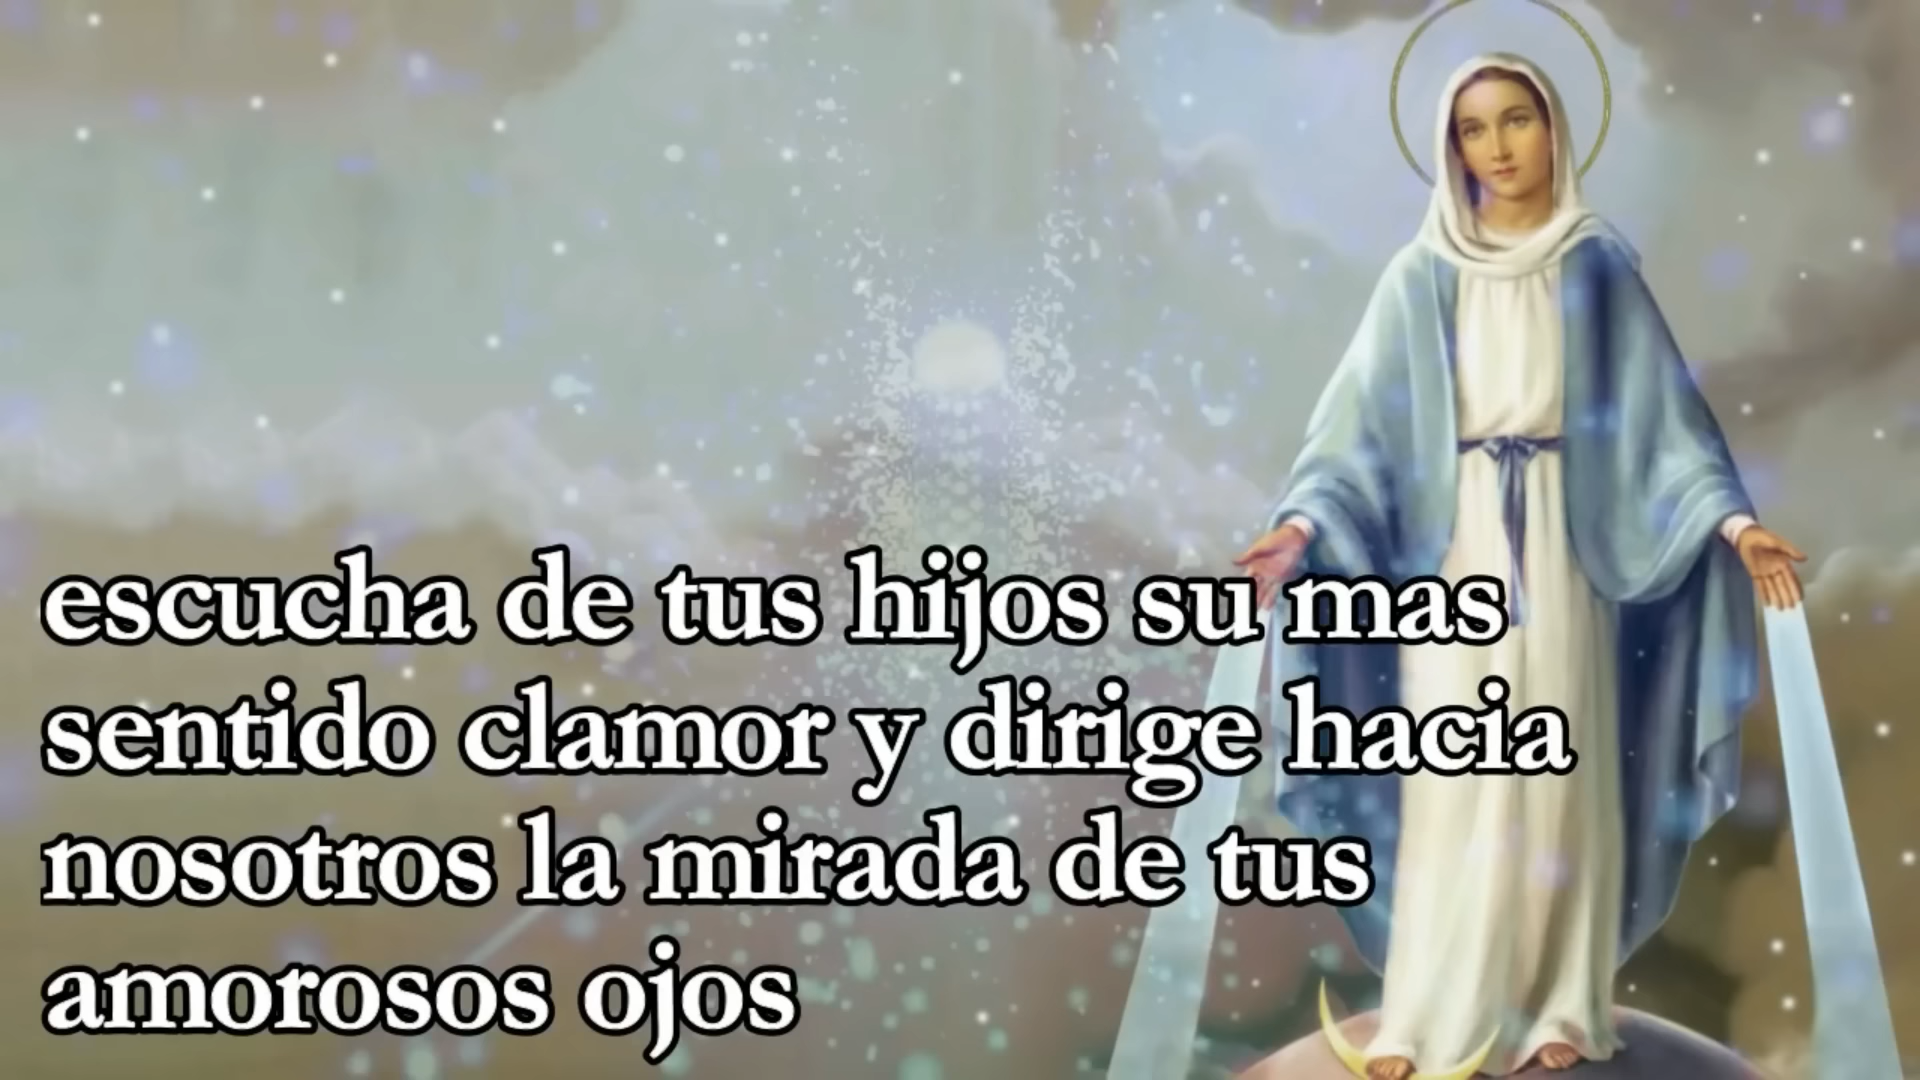 escucha de tus hijos su mas
sentido clamor y dirige hacia
nosotros la mirada de tus
amorosos ojos